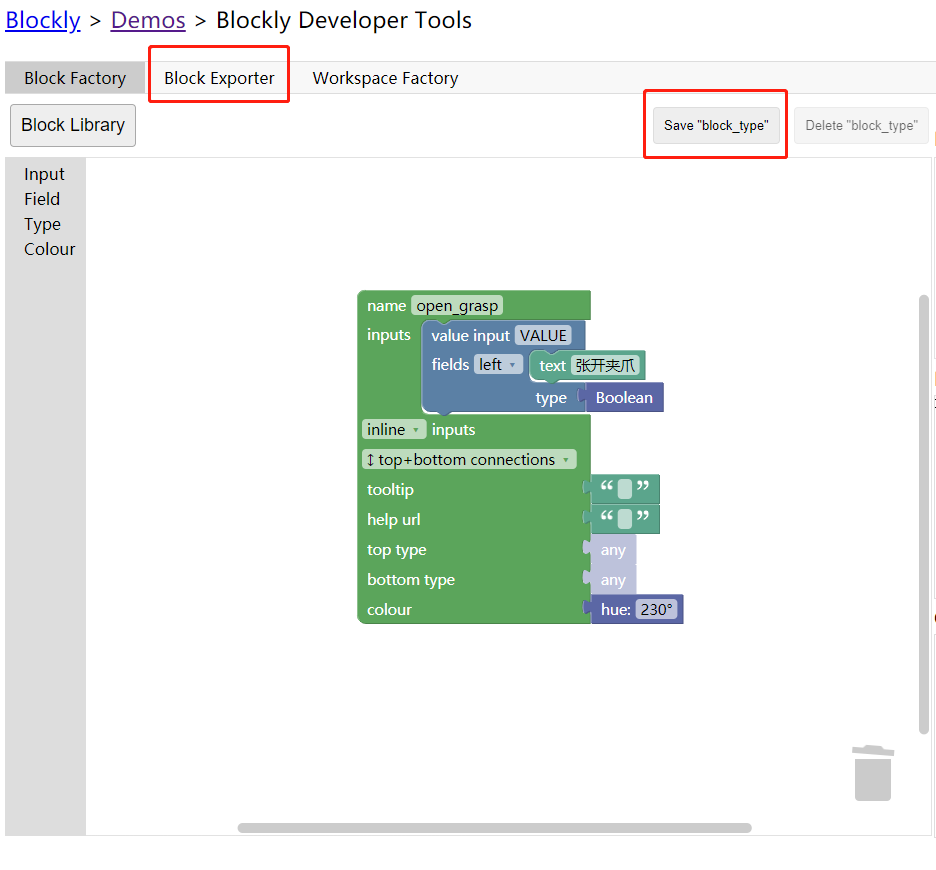 Blockly > Demos > Blockly Developer Tools
Block Factory Block Exporter Workspace Factory
Block Library Save "block_type" Delete "block_type"
Input
Field
Type
Colour
name open_grasp
inputs value input VALUE
fields left text 张开夹爪
type Boolean
inline inputs
↕ top+bottom connections
tooltip “ ”
help url “ ”
top type any
bottom type any
colour hue: 230°